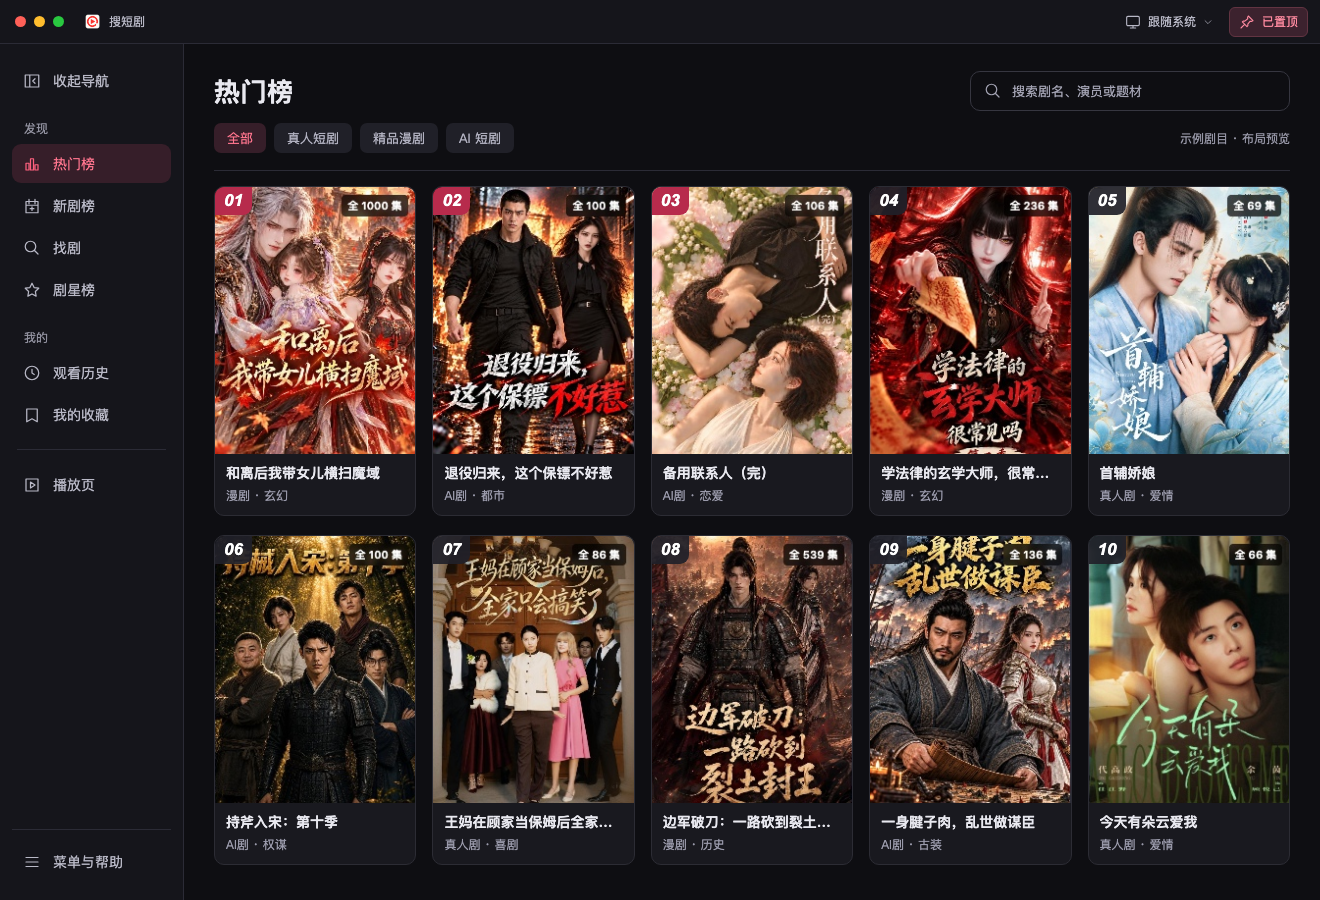 搜短剧
跟随系统
已置顶
收起导航
发现
热门榜
新剧榜
找剧
剧星榜
我的
观看历史
我的收藏
播放页
菜单与帮助
热门榜
搜索剧名、演员或题材
全部
真人短剧
精品漫剧
AI 短剧
示例剧目 · 布局预览
01
全 1000 集
和离后
我带女儿横扫魔域
和离后我带女儿横扫魔域
漫剧 · 玄幻
02
全 100 集
退役归来,
这个保镖不好惹
退役归来，这个保镖不好惹
AI剧 · 都市
03
全 106 集
用联系人
(完)
备用联系人（完）
AI剧 · 恋爱
04
全 236 集
学法律的
玄学大师
很常见吗
学法律的玄学大师，很常...
漫剧 · 玄幻
05
全 69 集
首辅娇娘
首辅娇娘
真人剧 · 爱情
06
全 100 集
持斧入宋：第十季
AI剧 · 权谋
07
全 86 集
王妈在顾家当保姆后,
全家只会搞笑了
王妈在顾家当保姆后全家...
真人剧 · 喜剧
08
全 539 集
边军破刀：
一路砍到
裂土封王
边军破刀：一路砍到裂土...
漫剧 · 历史
09
全 136 集
一身腱子肉
乱世做谋臣
一身腱子肉，乱世做谋臣
AI剧 · 古装
10
全 66 集
今天有朵
云爱我
今天有朵云爱我
真人剧 · 爱情